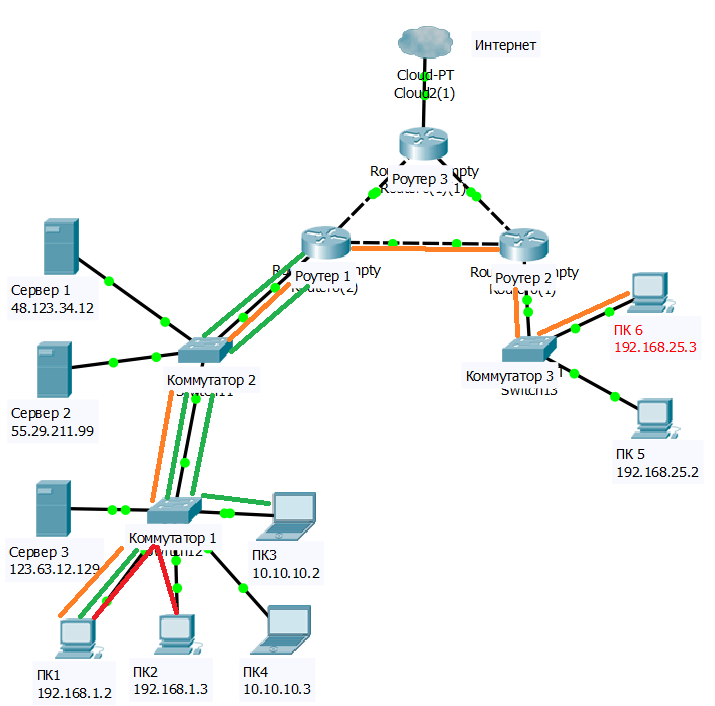 Интернет
Cloud-PT
Cloud2(1)
Роутер 3
Роутер 1
Роутер 2
Сервер 1
48.123.34.12
ПК 6
192.168.25.3
Коммутатор 2
Коммутатор 3
Switch13
Сервер 2
55.29.211.99
ПК 5
192.168.25.2
Коммутатор 1
Сервер 3
123.63.12.129
ПК3
10.10.10.2
ПК1
192.168.1.2
ПК2
192.168.1.3
ПК4
10.10.10.3